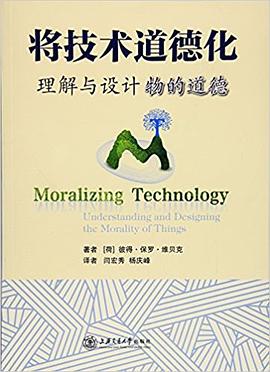 将技术道德化
理解与设计物的道德
Moralizing Technology
Understanding and Designing
the Morality of Things
著者 [荷] 彼得·保罗·维贝克
译者 闫宏秀 杨庆峰
上海交通大学出版社